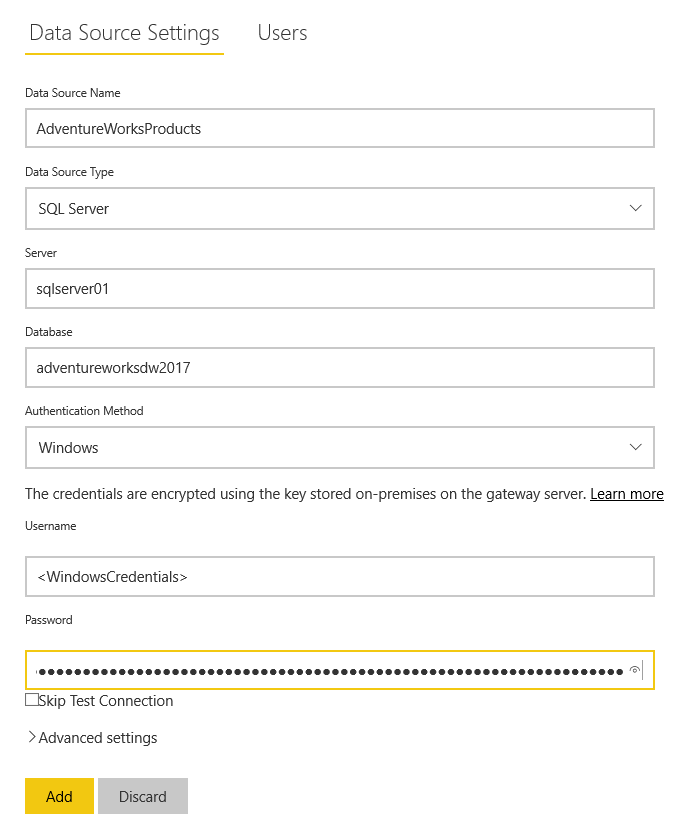 Data Source Settings Users
Data Source Name
AdventureWorksProducts
Data Source Type
SQL Server
Server
sqlserver01
Database
adventureworksdw2017
Authentication Method
Windows
The credentials are encrypted using the key stored on-premises on the gateway server. Learn more
Username
<WindowsCredentials>
Password
Skip Test Connection
Advanced settings
Add Discard